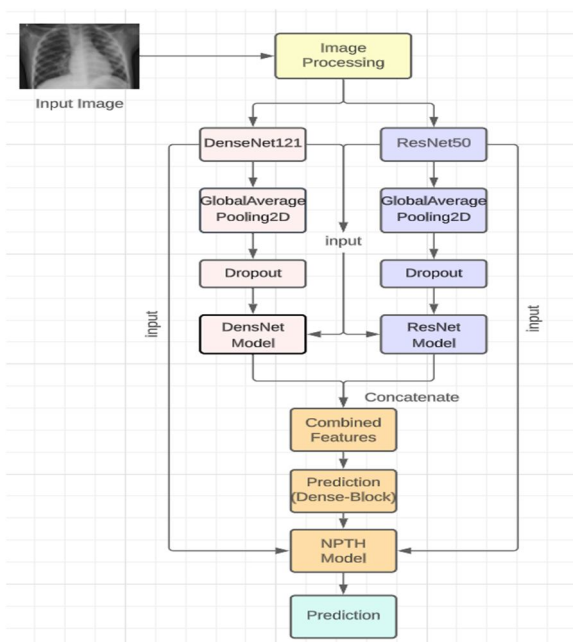 Image
Processing
Input Image
DenseNet121
ResNet50
GlobalAverage
Pooling2D
GlobalAverage
Pooling2D
input
Dropout
Dropout
input
input
DensNet
Model
ResNet
Model
Concatenate
Combined
Features
Prediction
(Dense-Block)
NPTH
Model
Prediction